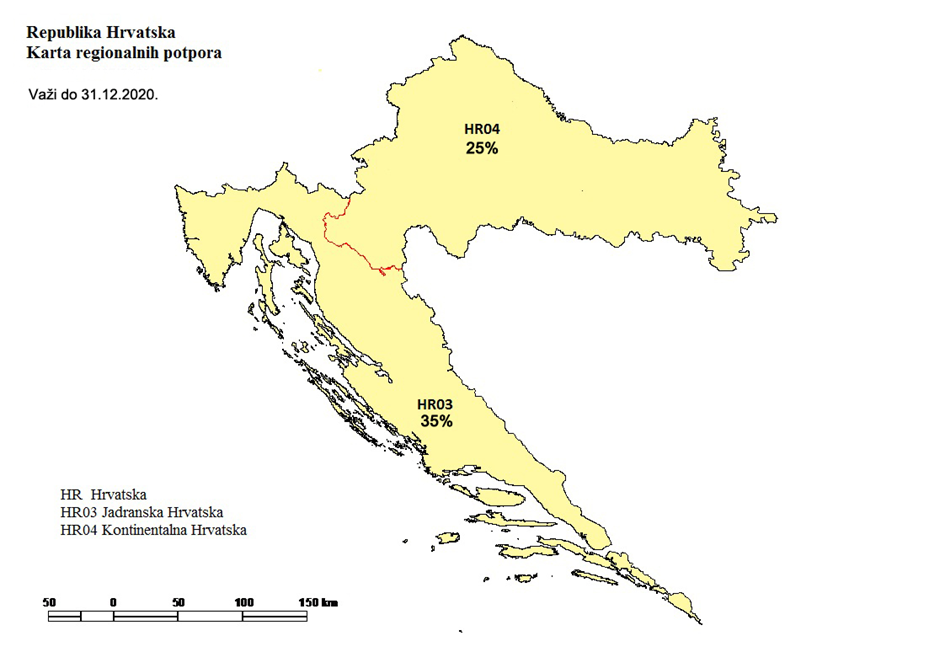 Republika Hrvatska
Karta regionalnih potpora
Važi do 31.12.2020.
HR04
25%
HR03
35%
HR Hrvatska
HR03 Jadranska Hrvatska
HR04 Kontinentalna Hrvatska
50 0 50 100 150 km